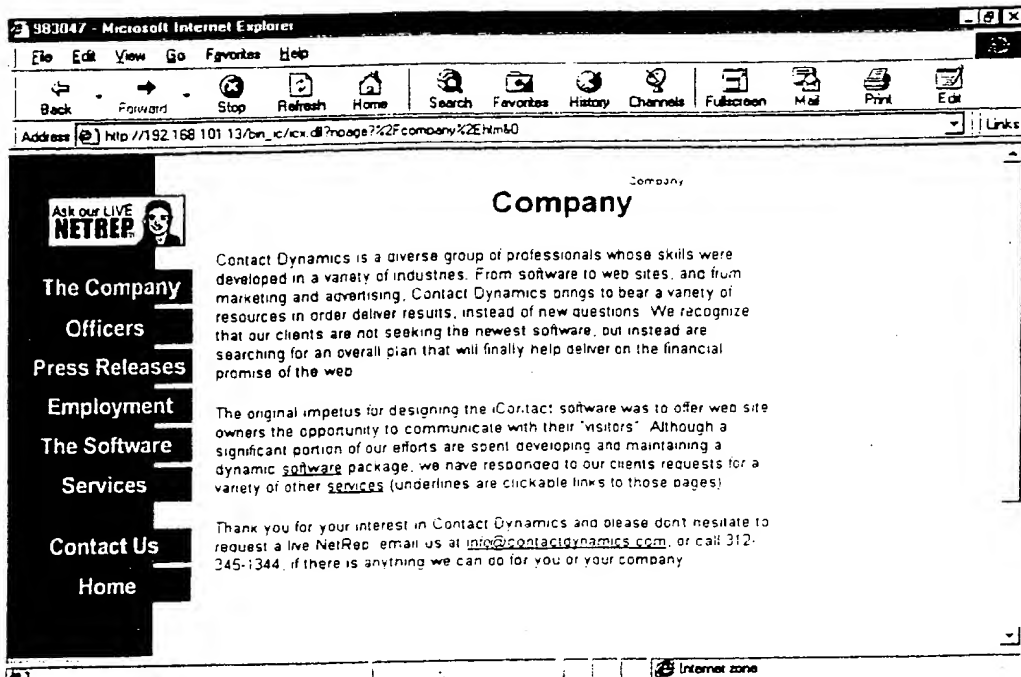 983047 - Microsoft Internet Explorer
File Edit View Go Favorites Help
Back Forward Stop Refresh Home Search Favorites History Channels Fullscreen Mail Print Edit
Address http://192.168.101.13/bin_ic/icx.dll?npage?%2Fcompany%2Ehtm&0 Links
Company
Company
Ask our LIVE
NETREP
The Company
Officers
Press Releases
Employment
The Software
Services
Contact Us
Home
Contact Dynamics is a diverse group of professionals whose skills were
developed in a variety of industries. From software to web sites, and from
marketing and advertising, Contact Dynamics brings to bear a variety of
resources in order deliver results, instead of new questions. We recognize
that our clients are not seeking the newest software, but instead are
searching for an overall plan that will finally help deliver on the financial
promise of the web
The original impetus for designing the iContact software was to offer web site
owners the opportunity to communicate with their "visitors". Although a
significant portion of our efforts are spent developing and maintaining a
dynamic software package, we have responded to our clients requests for a
variety of other services (underlines are clickable links to those pages)
Thank you for your interest in Contact Dynamics and please don't hesitate to
request a live NetRep, email us at info@contactdynamics.com, or call 312-
345-1344, if there is anything we can do for you or your company
Internet zone